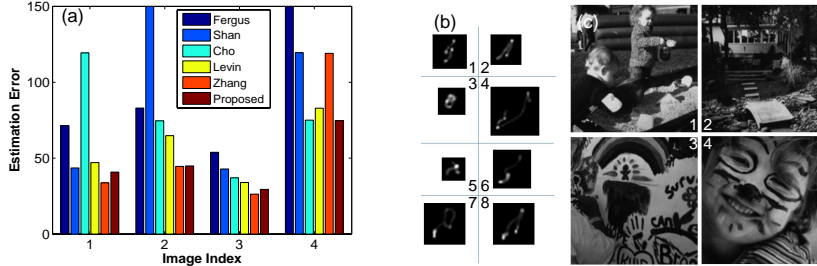 (a)
Estimation Error
150
100
50
0
Fergus
Shan
Cho
Levin
Zhang
Proposed
1 2 3 4
Image Index
(b)
1 2
3 4
5 6
7 8
(c)
1 2
3 4